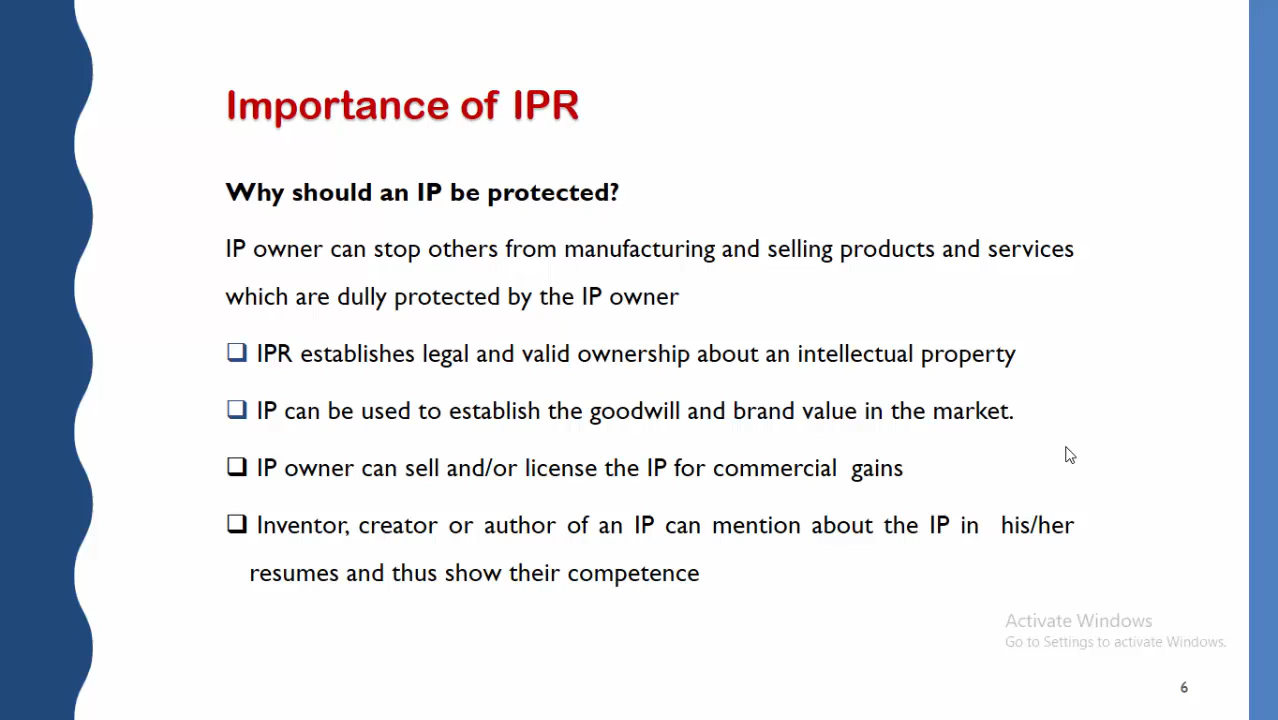 Importance of IPR
Why should an IP be protected?
IP owner can stop others from manufacturing and selling products and services
which are dully protected by the IP owner
❑ IPR establishes legal and valid ownership about an intellectual property
❑ IP can be used to establish the goodwill and brand value in the market.
❑ IP owner can sell and/or license the IP for commercial gains
❑ Inventor, creator or author of an IP can mention about the IP in his/her
resumes and thus show their competence
Activate Windows
Go to Settings to activate Windows.
6